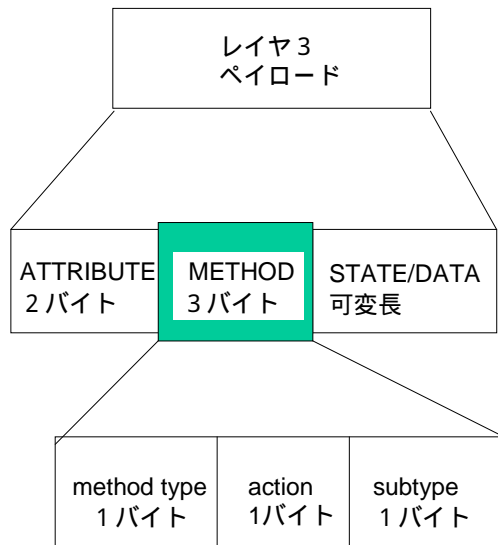 レイヤ 3
ペイロード
ATTRIBUTE
2 バイト
METHOD
3 バイト
STATE/DATA
可変長
method type
1 バイト
action
1バイト
subtype
1 バイト